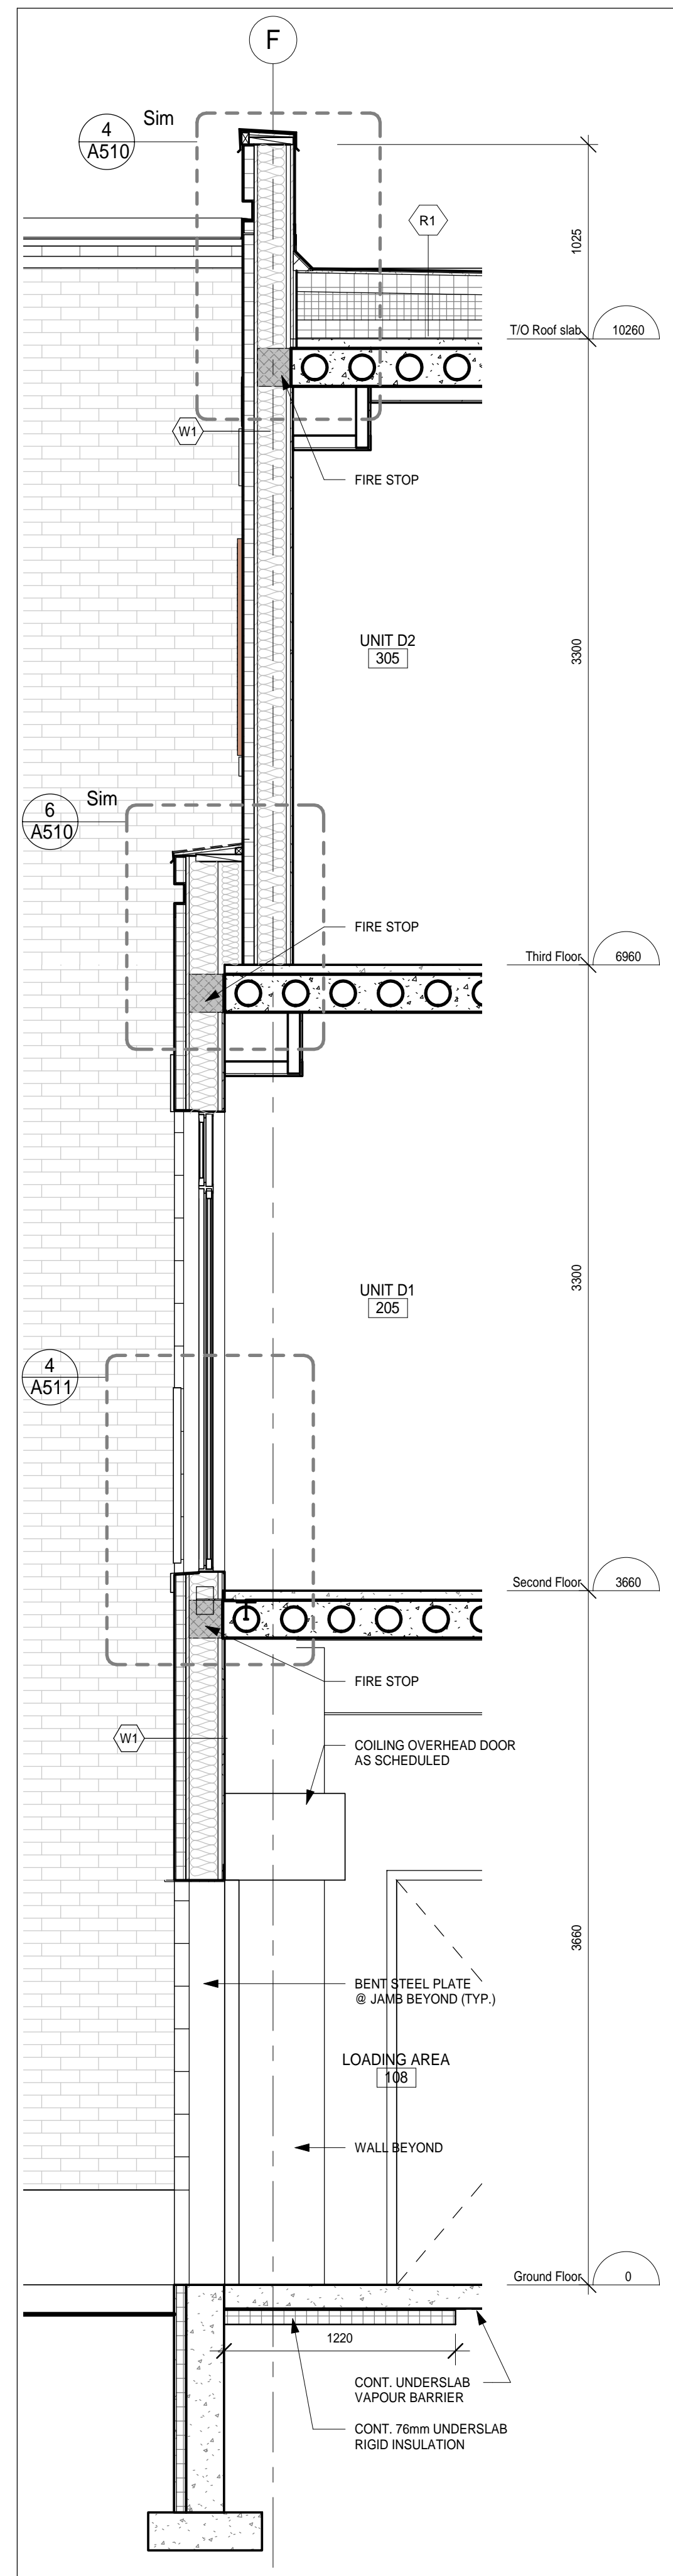 F
Sim
4
A510
R1
1025
T/O Roof slab
10260
W1
FIRE STOP
UNIT D2
305
3300
Sim
6
A510
FIRE STOP
Third Floor
6960
UNIT D1
205
3300
4
A511
Second Floor
3660
FIRE STOP
W1
COILING OVERHEAD DOOR
AS SCHEDULED
3660
BENT STEEL PLATE
@ JAMB BEYOND (TYP.)
LOADING AREA
108
WALL BEYOND
Ground Floor
0
1220
CONT. UNDERSLAB
VAPOUR BARRIER
CONT. 76mm UNDERSLAB
RIGID INSULATION